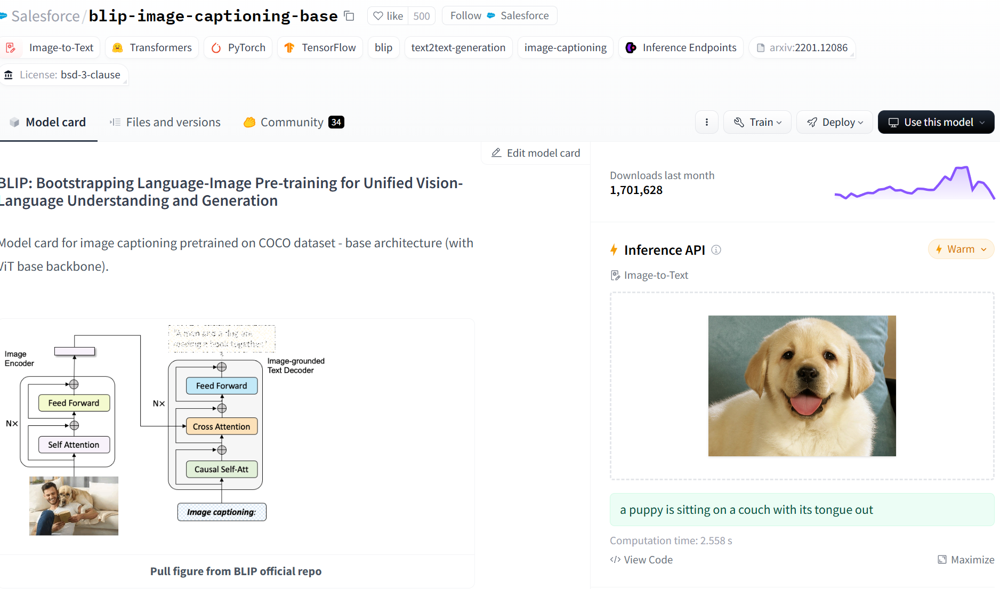 Salesforce/blip-image-captioning-base like 500 Follow Salesforce
Image-to-Text Transformers PyTorch TensorFlow blip text2text-generation image-captioning Inference Endpoints arxiv:2201.12086
License: bsd-3-clause
Model card Files and versions Community 34 Train Deploy Use this model
Edit model card
BLIP: Bootstrapping Language-Image Pre-training for Unified Vision-
Language Understanding and Generation
Model card for image captioning pretrained on COCO dataset - base architecture (with
ViT base backbone).
"A man and a dog are
reading a book together."
Image
Encoder
Image-grounded
Text Decoder
Feed Forward
Self Attention
N×
N×
Feed Forward
Cross Attention
Causal Self-Att
Image captioning:
Pull figure from BLIP official repo
Downloads last month
1,701,628
Inference API Warm
Image-to-Text
a puppy is sitting on a couch with its tongue out
Computation time: 2.558 s
</> View Code Maximize